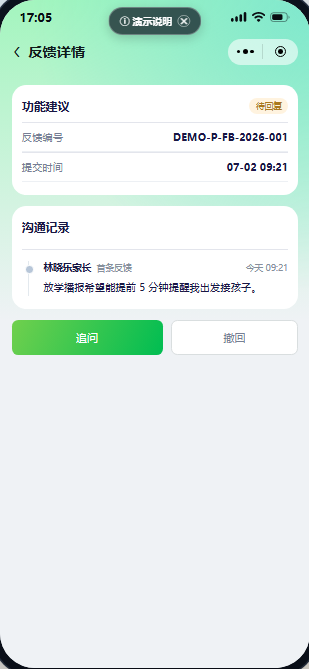 17:05
演示说明
反馈详情
功能建议 待回复
反馈编号 DEMO-P-FB-2026-001
提交时间 07-02 09:21
沟通记录
林晓乐家长 首条反馈 今天 09:21
放学播报希望能提前 5 分钟提醒我出发接孩子。
追问 撤回